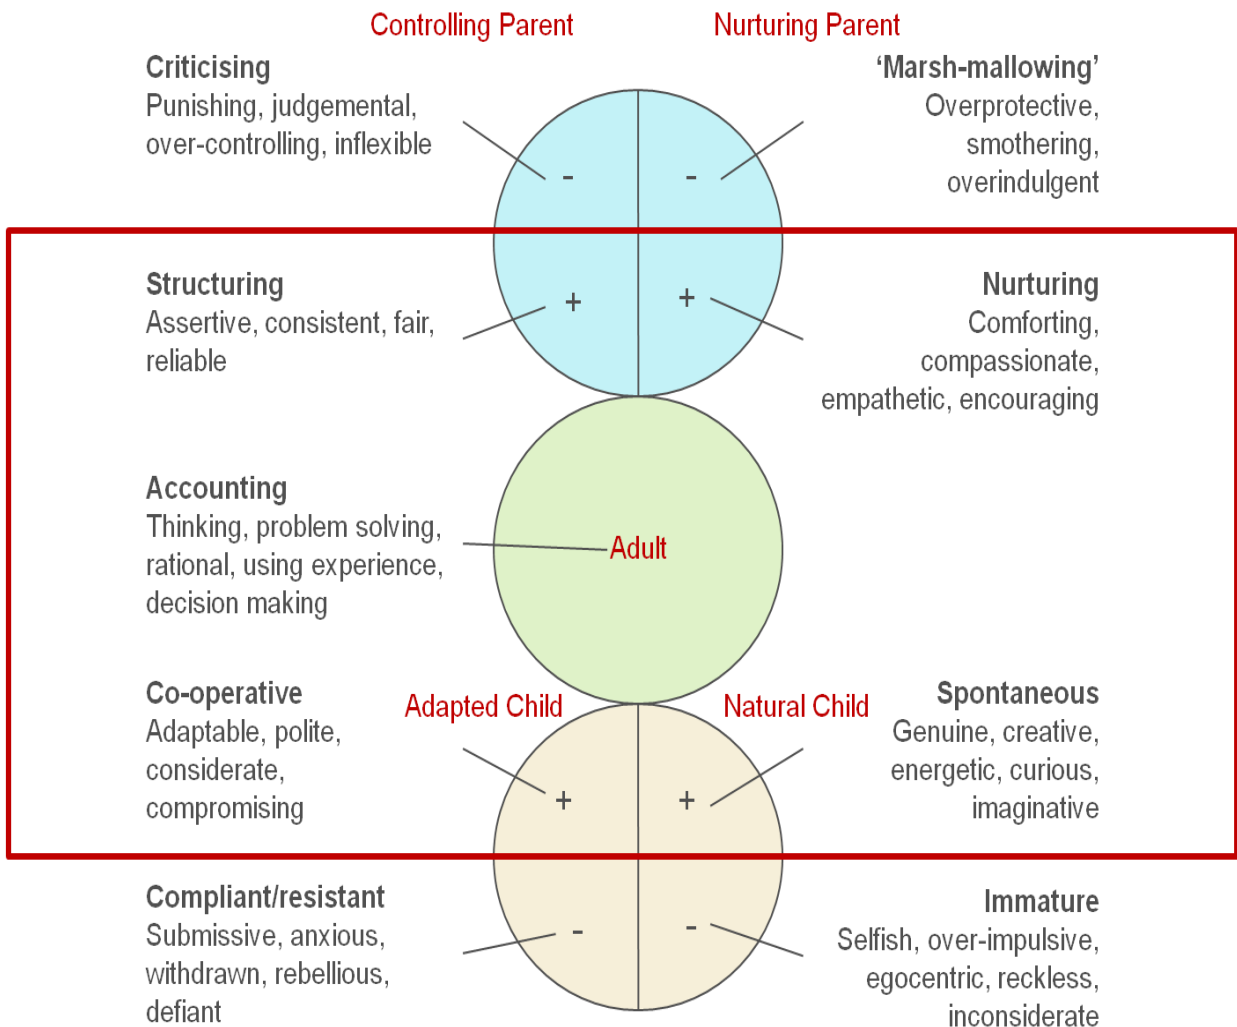 Controlling Parent
Nurturing Parent
Criticising
Punishing, judgemental,
over-controlling, inflexible
‘Marsh-mallowing’
Overprotective,
smothering,
overindulgent
-
-
Structuring
Assertive, consistent, fair,
reliable
+
+
Nurturing
Comforting,
compassionate,
empathetic, encouraging
Accounting
Thinking, problem solving,
rational, using experience,
decision making
Adult
Co-operative
Adaptable, polite,
considerate,
compromising
Adapted Child
Natural Child
Spontaneous
Genuine, creative,
energetic, curious,
imaginative
+
+
Compliant/resistant
Submissive, anxious,
withdrawn, rebellious,
defiant
-
-
Immature
Selfish, over-impulsive,
egocentric, reckless,
inconsiderate